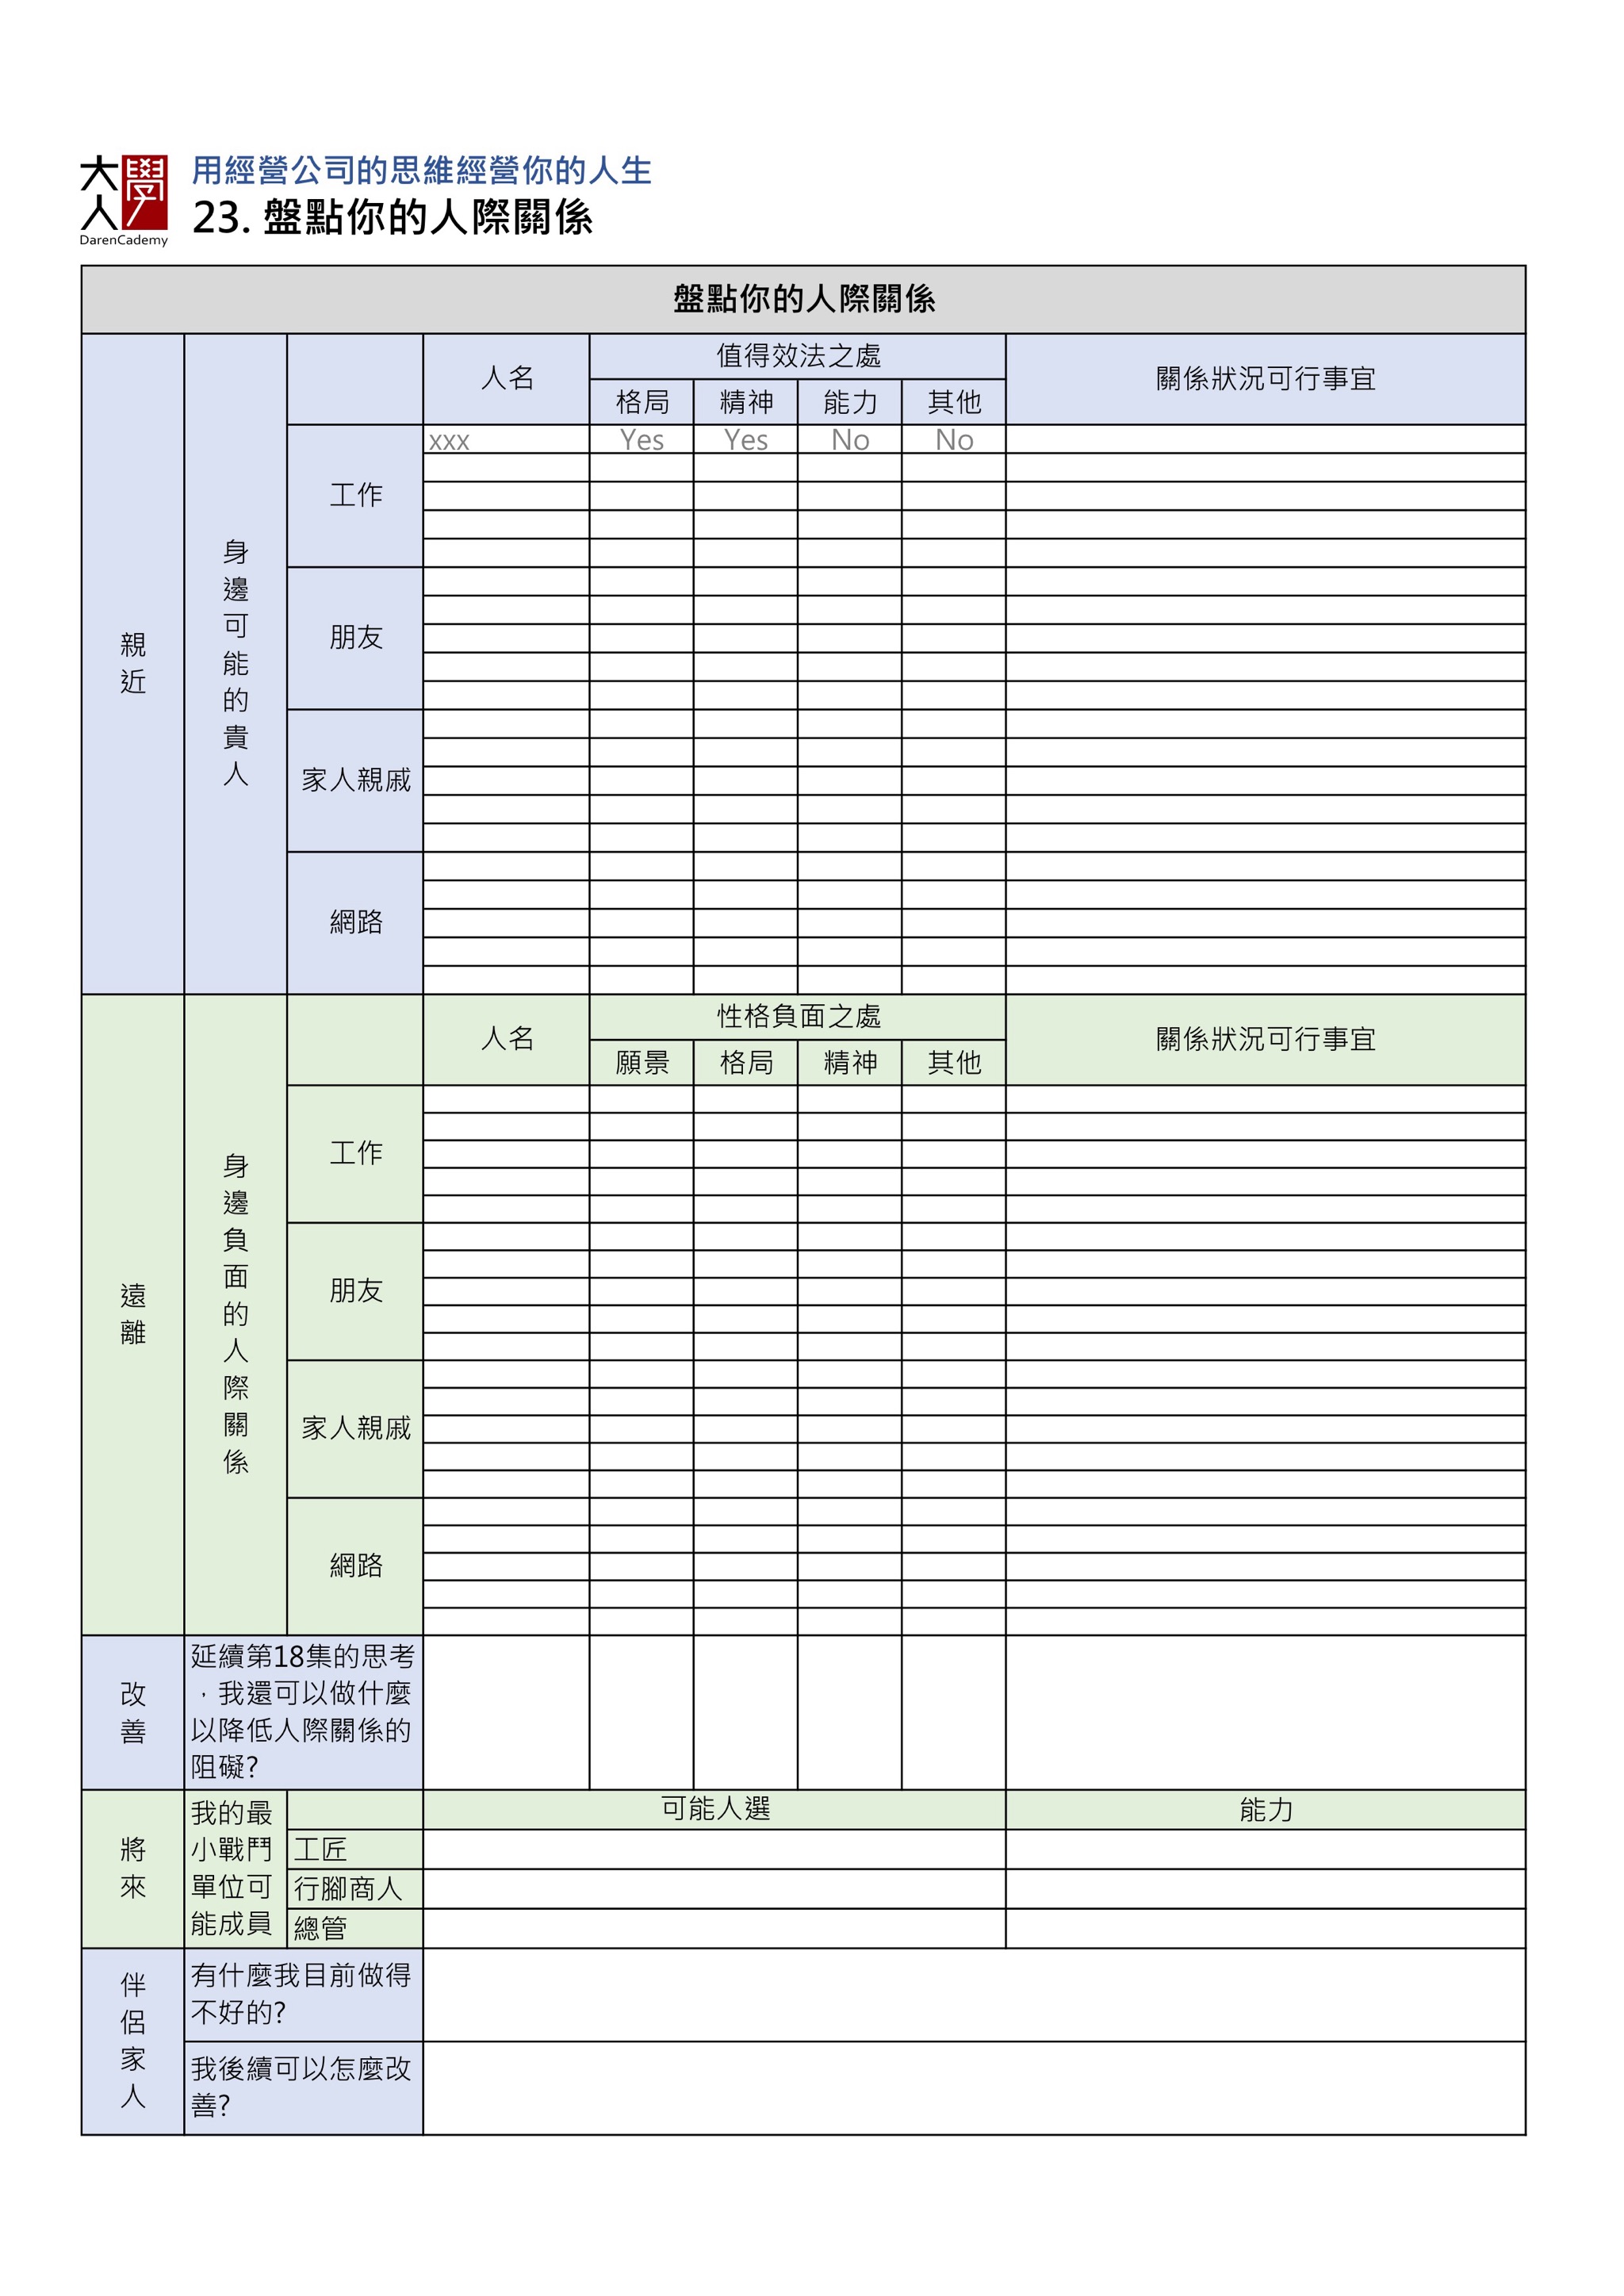 大人學
DarenCademy
用經營公司的思維經營你的人生
23. 盤點你的人際關係
盤點你的人際關係
親近
身邊可能的貴人
人名
值得效法之處
關係狀況可行事宜
格局 精神 能力 其他
工作
xxx Yes Yes No No
朋友
家人親戚
網路
遠離
身邊負面的人際關係
人名
性格負面之處
關係狀況可行事宜
願景 格局 精神 其他
工作
朋友
家人親戚
網路
改善
延續第18集的思考
，我還可以做什麼
以降低人際關係的
阻礙?
將來
我的最
小戰鬥
單位可
能成員
可能人選 能力
工匠
行腳商人
總管
伴侶家人
有什麼我目前做得
不好的?
我後續可以怎麼改
善?